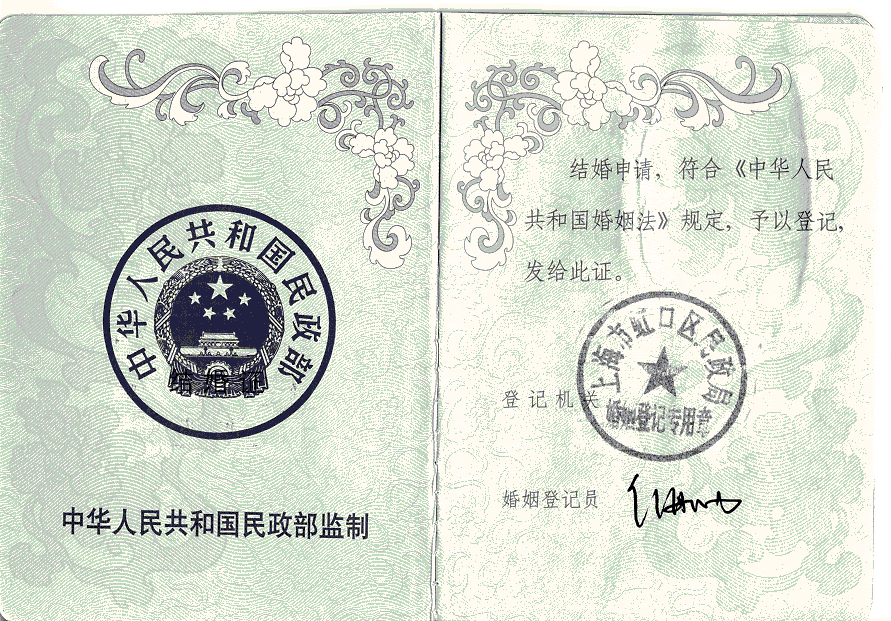 中华人民共和国民政部
结婚证
中华人民共和国民政部监制
结婚申请，符合《中华人民
共和国婚姻法》规定，予以登记，
发给此证。
登记机关
上海市虹口区民政局
婚姻登记专用章
婚姻登记员